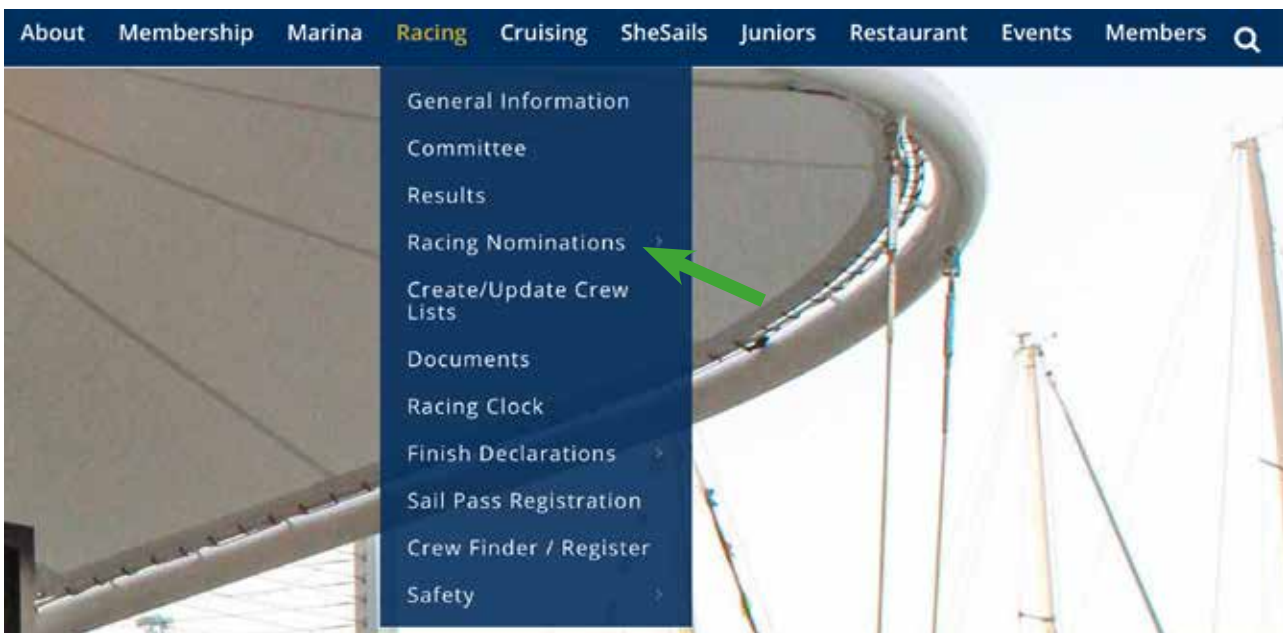 About Membership Marina Racing Cruising SheSails Juniors Restaurant Events Members
General Information
Committee
Results
Racing Nominations
Create/Update Crew
Lists
Documents
Racing Clock
Finish Declarations
Sail Pass Registration
Crew Finder / Register
Safety